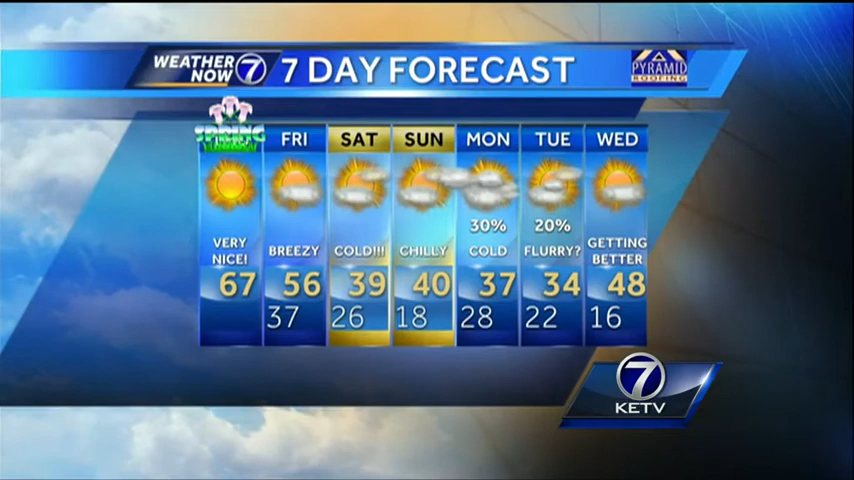 WEATHER NOW 7
7 DAY FORECAST
PYRAMID
ROOFING
SPRING FRI SAT SUN MON TUE WED
30% 20%
VERY NICE! BREEZY COLD!!! CHILLY COLD FLURRY? GETTING BETTER
67 56 39 40 37 34 48
37 26 18 28 22 16
7
KETV